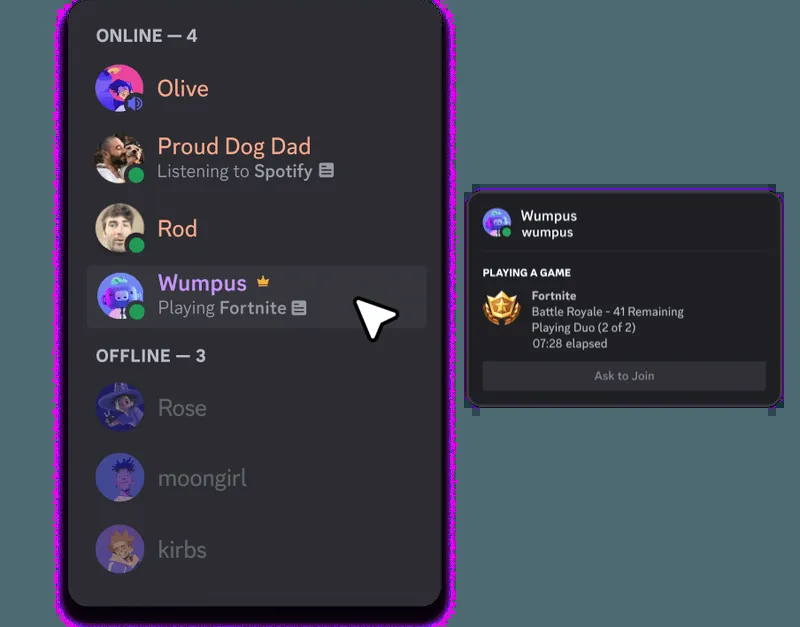 ONLINE — 4
Olive
Proud Dog Dad
Listening to Spotify
Rod
Wumpus
Playing Fortnite
OFFLINE — 3
Rose
moongirl
kirbs
Wumpus
wumpus
PLAYING A GAME
Fortnite
Battle Royale - 41 Remaining
Playing Duo (2 of 2)
07:28 elapsed
Ask to Join